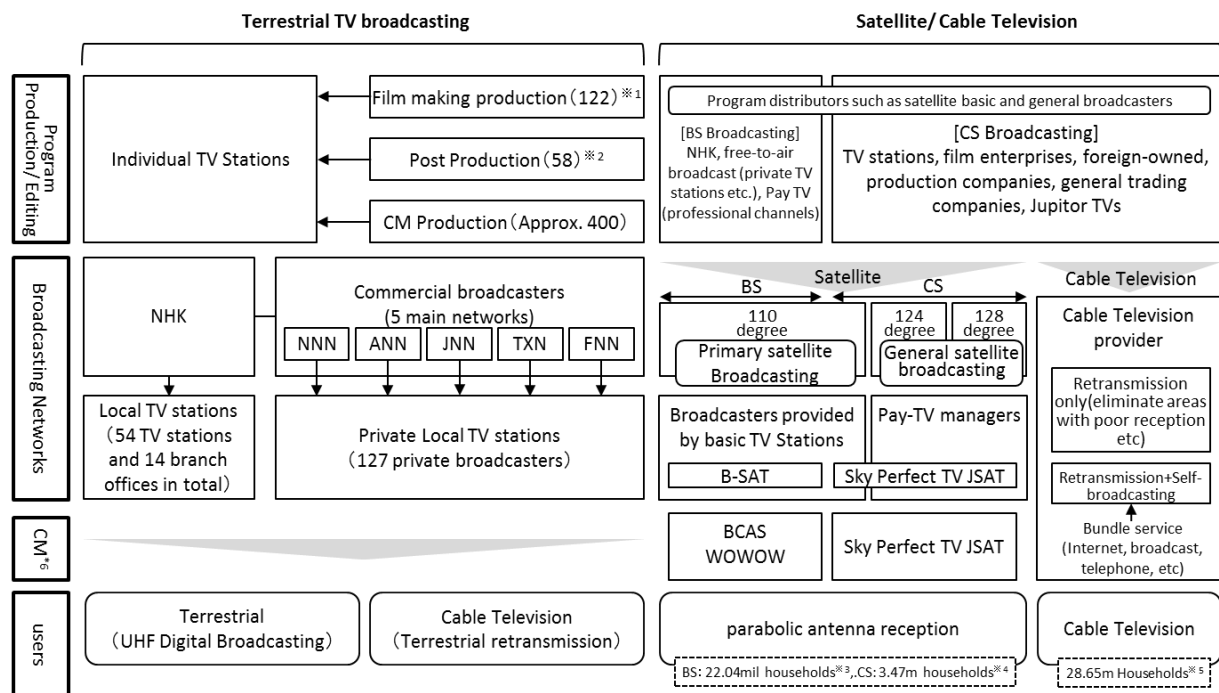 Terrestrial TV broadcasting
Satellite/ Cable Television
Program
Production/ Editing
Individual TV Stations
Film making production（122）※1
Post Production（58）※2
CM Production（Approx. 400）
Program distributors such as satellite basic and general broadcasters
[BS Broadcasting]
NHK, free-to-air
broadcast (private TV
stations etc.), Pay TV
(professional channels)
[CS Broadcasting]
TV stations, film enterprises, foreign-owned,
production companies, general trading
companies, Jupitor TVs
Broadcasting Networks
NHK
Commercial broadcasters
(5 main networks)
NNN
ANN
JNN
TXN
FNN
Local TV stations
（54 TV stations
and 14 branch
offices in total）
Private Local TV stations
（127 private broadcasters）
Satellite
BS
CS
110
degree
124
degree
128
degree
Primary satellite
Broadcasting
General satellite
broadcasting
Broadcasters provided
by basic TV Stations
B-SAT
Pay-TV managers
Sky Perfect TV JSAT
Cable Television
Cable Television
provider
Retransmission
only(eliminate areas
with poor reception
etc)
Retransmission+Self-
broadcasting
Bundle service
(Internet, broadcast,
telephone, etc)
CM*6
BCAS
WOWOW
Sky Perfect TV JSAT
users
Terrestrial
（UHF Digital Broadcasting）
Cable Television
（Terrestrial retransmission）
parabolic antenna reception
BS: 22.04mil households※3,.CS: 3.47m households※4
Cable Television
28.65m Households※5